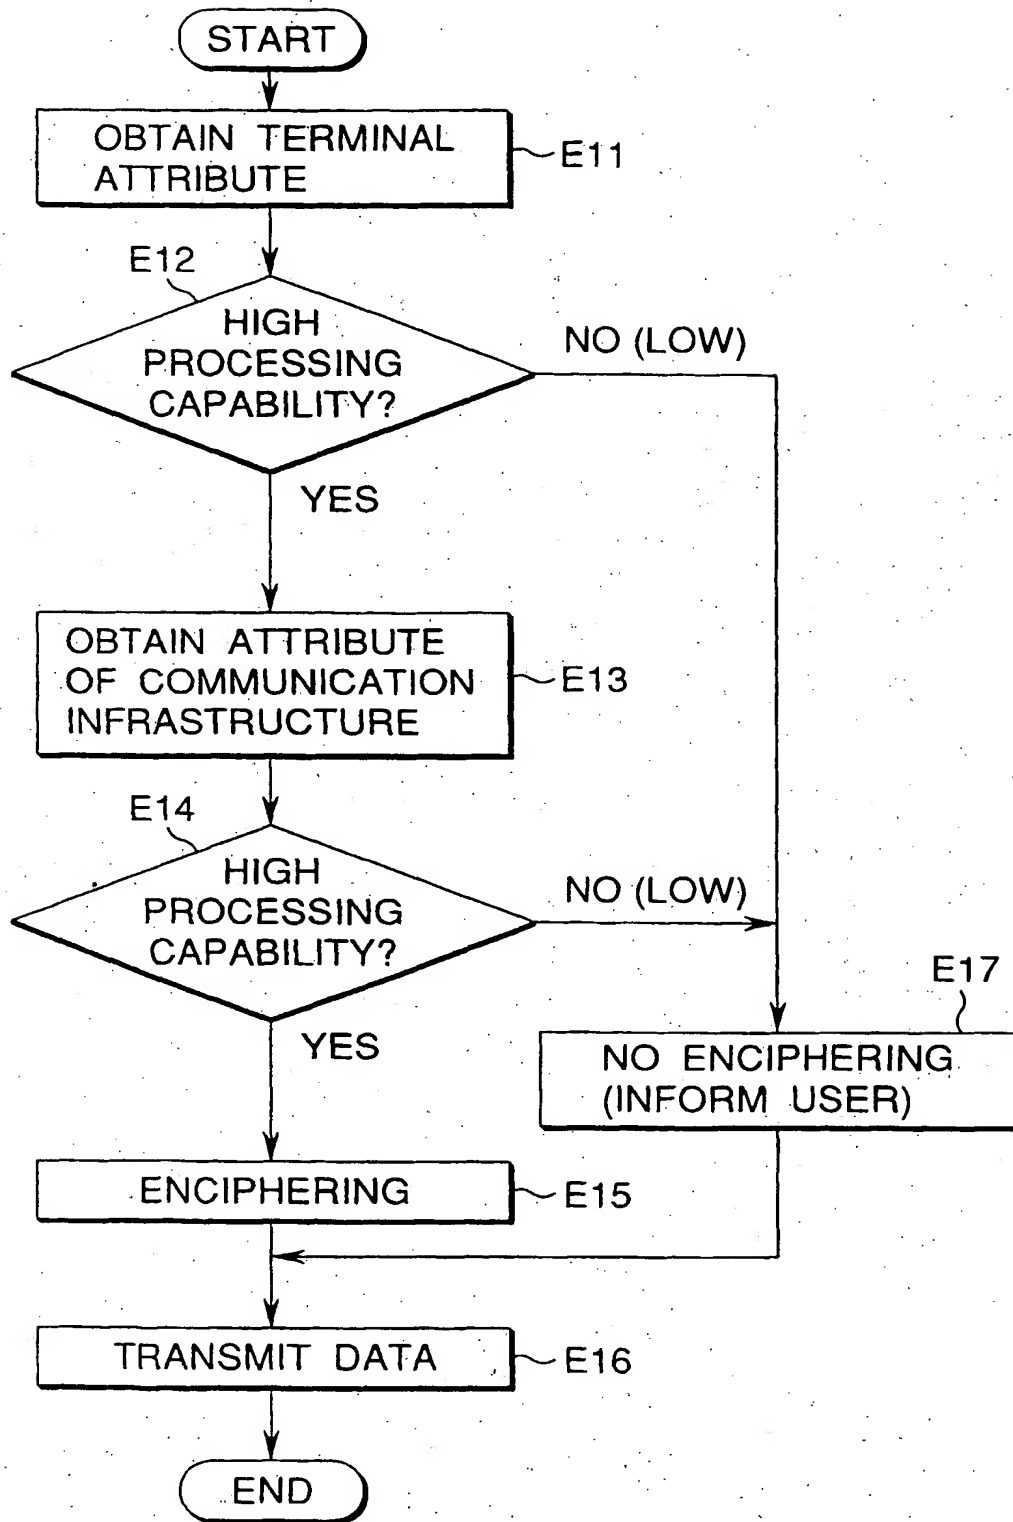 START
OBTAIN TERMINAL
ATTRIBUTE
E11
E12
HIGH
PROCESSING
CAPABILITY?
NO (LOW)
YES
OBTAIN ATTRIBUTE
OF COMMUNICATION
INFRASTRUCTURE
E13
E14
HIGH
PROCESSING
CAPABILITY?
NO (LOW)
YES
E17
NO ENCIPHERING
(INFORM USER)
ENCIPHERING
E15
TRANSMIT DATA
E16
END